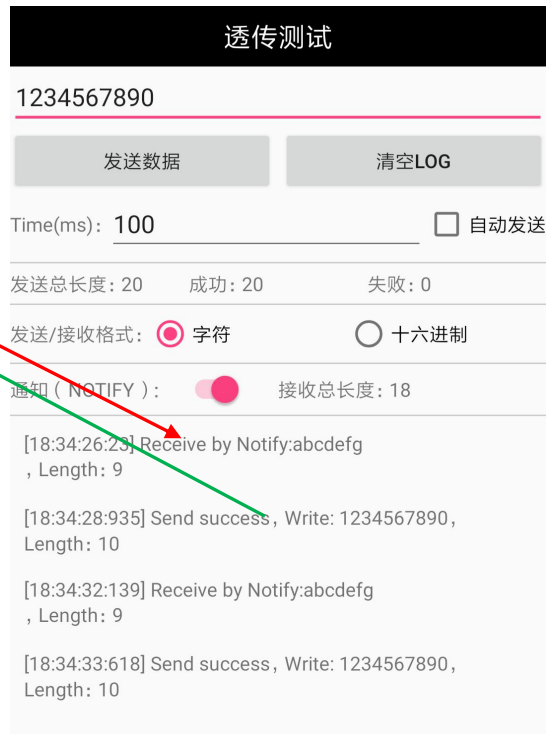 透传测试
1234567890
发送数据 清空LOG
Time(ms): 100 自动发送
发送总长度: 20 成功: 20 失败: 0
发送/接收格式: 字符 十六进制
通知 ( NOTIFY ) : 接收总长度: 18
[18:34:26:23] Receive by Notify:abcdefg
, Length: 9
[18:34:28:935] Send success, Write: 1234567890,
Length: 10
[18:34:32:139] Receive by Notify:abcdefg
, Length: 9
[18:34:33:618] Send success, Write: 1234567890,
Length: 10